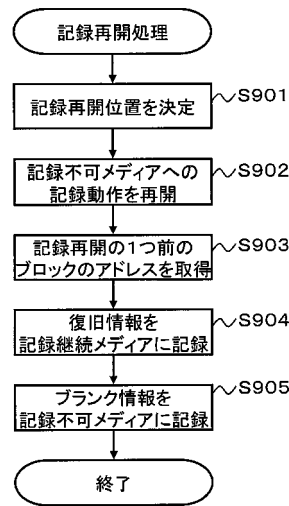 記録再開処理
記録再開位置を決定
S901
記録不可メディアへの
記録動作を再開
S902
記録再開の1つ前の
ブロックのアドレスを取得
S903
復旧情報を
記録継続メディアに記録
S904
ブランク情報を
記録不可メディアに記録
S905
終了